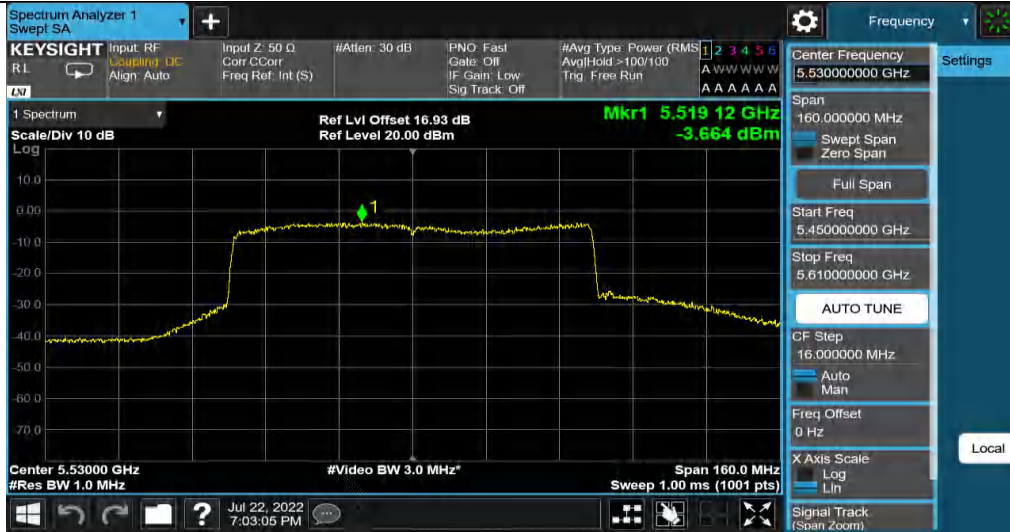 Spectrum Analyzer 1
Swept SA
+
Frequency
KEYSIGHT
RL
LNI
Input: RF
Coupling: DC
Align: Auto
Input Z: 50 Ω
Corr CCorr
Freq Ref: Int (S)
#Atten: 30 dB
PNO: Fast
Gate: Off
IF Gain: Low
Sig Track: Off
#Avg Type: Power (RMS
Avg|Hold >100/100
Trig: Free Run
1 2 3 4 5 6
A W W W W W
A A A A A A
1 Spectrum
Scale/Div 10 dB
Log
Ref Lvl Offset 16.93 dB
Ref Level 20.00 dBm
Mkr1 5.519 12 GHz
-3.664 dBm
10.0
0.00
-10.0
-20.0
-30.0
-40.0
-50.0
-60.0
-70.0
1
Center 5.53000 GHz
#Res BW 1.0 MHz
#Video BW 3.0 MHz*
Span 160.0 MHz
Sweep 1.00 ms (1001 pts)
Jul 22, 2022
7:03:05 PM
?
Center Frequency
5.530000000 GHz
Span
160.000000 MHz
Swept Span
Zero Span
Full Span
Start Freq
5.450000000 GHz
Stop Freq
5.610000000 GHz
AUTO TUNE
CF Step
16.000000 MHz
Auto
Man
Freq Offset
0 Hz
X Axis Scale
Log
Lin
Signal Track
(Span Zoom)
Settings
Local